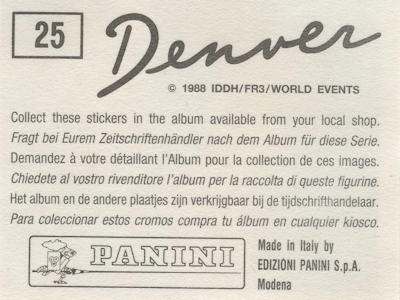 25
Denver
© 1988 IDDH/FR3/WORLD EVENTS
Collect these stickers in the album available from your local shop.
Fragt bei Eurem Zeitschriftenhändler nach dem Album für diese Serie.
Demandez à votre détaillant l'Album pour la collection de ces images.
Chiedete al vostro rivenditore l'album per la raccolta di queste figurine.
Het album en de andere plaatjes zijn verkrijgbaar bij de tijdschrifthandelaar.
Para coleccionar estos cromos compra tu álbum en cualquier kiosco.
PANINI
Made in Italy by
EDIZIONI PANINI S.p.A.
Modena